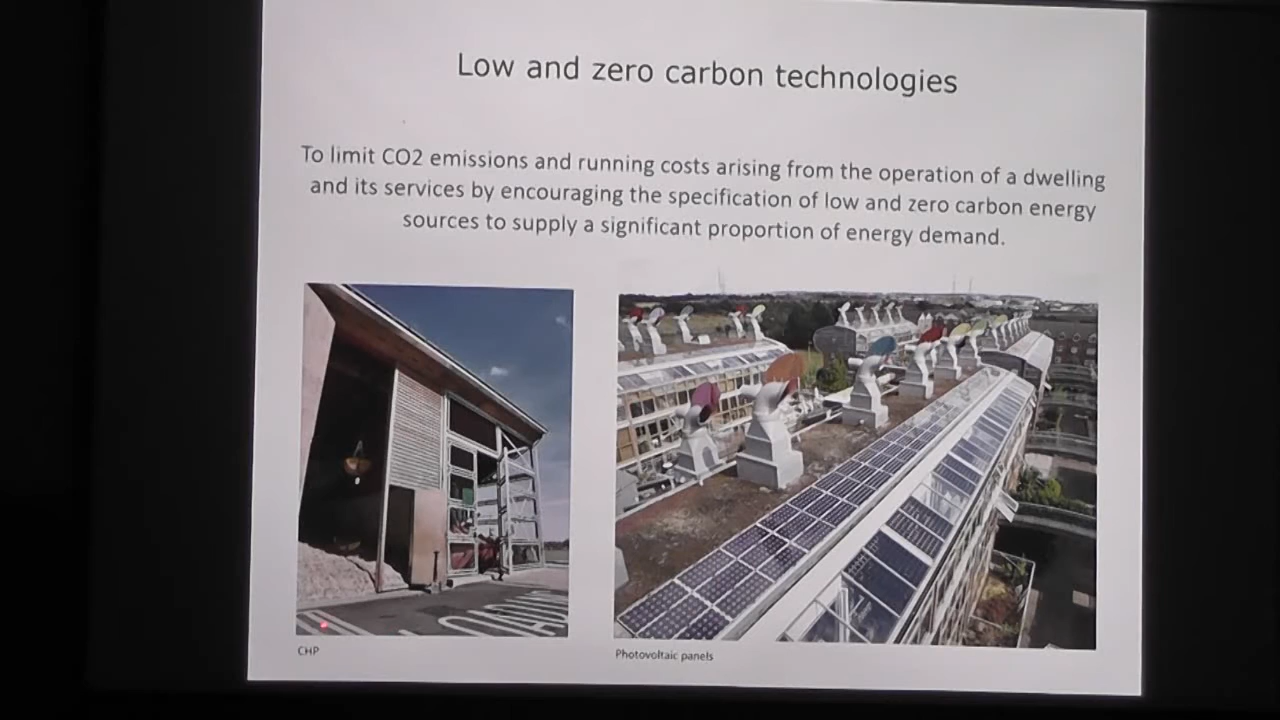 Low and zero carbon technologies
To limit CO2 emissions and running costs arising from the operation of a dwelling
and its services by encouraging the specification of low and zero carbon energy
sources to supply a significant proportion of energy demand.
CHP
Photovoltaic panels